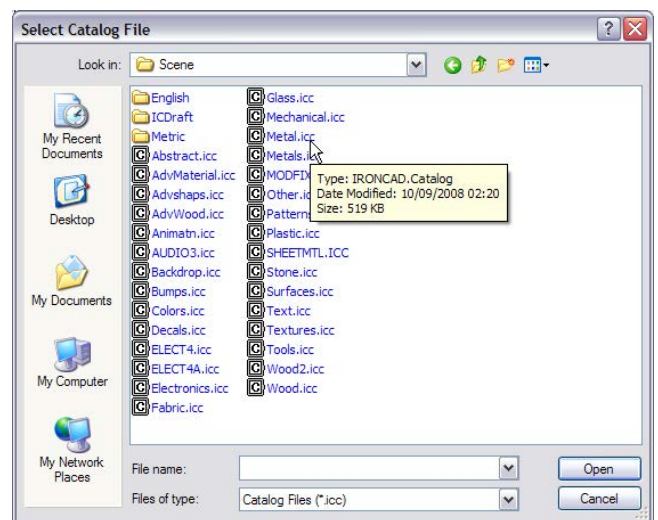 Select Catalog File
Look in:
Scene
My Recent
Documents
Desktop
My Documents
My Computer
My Network
Places
English
ICDraft
Metric
Abstract.icc
AdvMaterial.icc
Advshaps.icc
AdvWood.icc
Animatn.icc
AUDIO3.icc
Backdrop.icc
Bumps.icc
Colors.icc
Decals.icc
ELECT4.icc
ELECT4A.icc
Electronics.icc
Fabric.icc
Glass.icc
Mechanical.icc
Metal.icc
Metals.i
MODFIX
Other.ic
Pattern
Plastic.icc
SHEETMTL.ICC
Stone.icc
Surfaces.icc
Text.icc
Textures.icc
Tools.icc
Wood2.icc
Wood.icc
Type: IRONCAD.Catalog
Date Modified: 10/09/2008 02:20
Size: 519 KB
File name:
Open
Files of type:
Catalog Files (*.icc)
Cancel